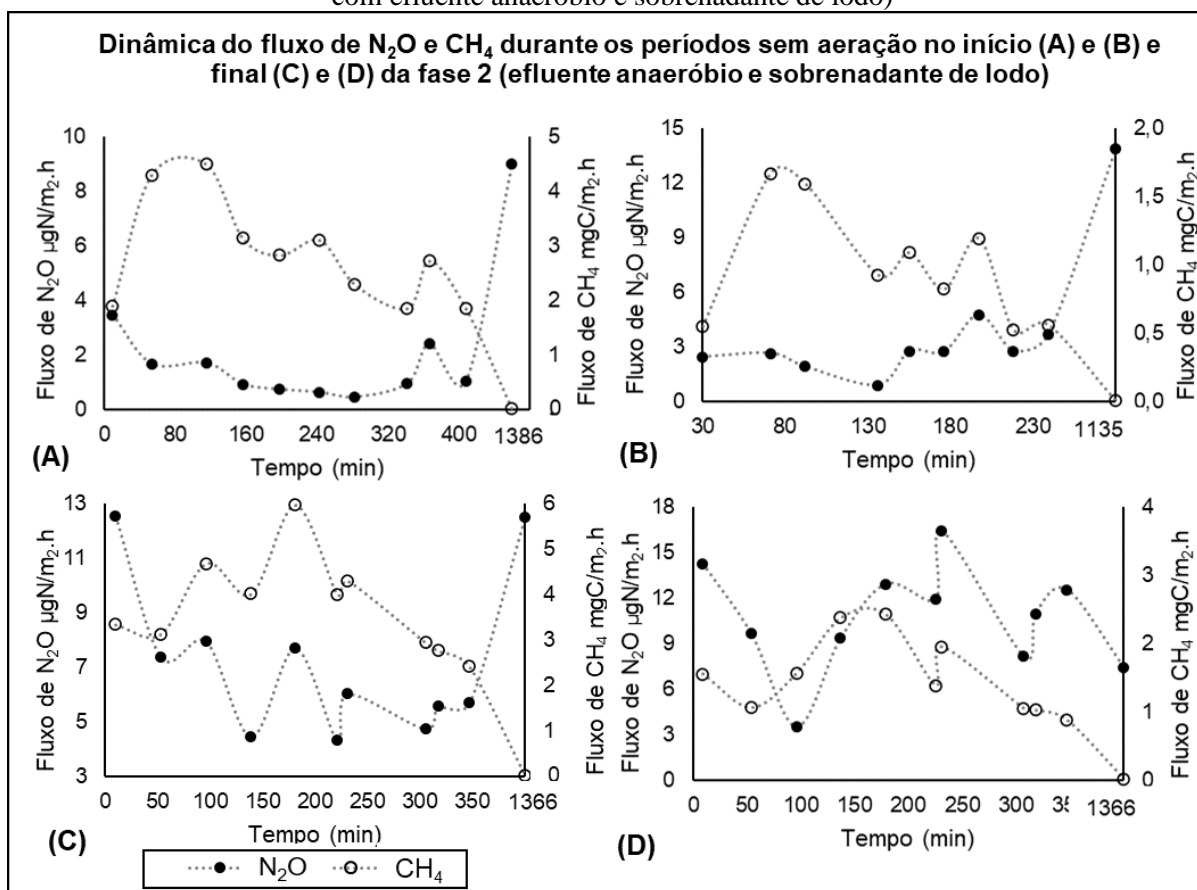 com efluente anaeróbio e sobrenadante de lodo)
Dinâmica do fluxo de N₂O e CH₄ durante os períodos sem aeração no início (A) e (B) e
final (C) e (D) da fase 2 (efluente anaeróbio e sobrenadante de lodo)
Fluxo de N₂O µgN/m₂.h
10
8
6
4
2
0
0 80 160 240 320 400 1386
5
4
3
2
1
0
Fluxo de CH₄ mgC/m₂.h
Tempo (min)
(A)
Fluxo de N₂O µgN/m₂.h
15
12
9
6
3
0
30 80 130 180 230 1135
2,0
1,5
1,0
0,5
0,0
Fluxo de CH₄ mgC/m₂.h
Tempo (min)
(B)
Fluxo de N₂O µgN/m₂.h
13
11
9
7
5
3
0 50 100 150 200 250 300 350 1366
6
5
4
3
2
1
0
Fluxo de CH₄ mgC/m₂.h
Tempo (min)
(C)
Fluxo de N₂O µgN/m₂.h
18
15
12
9
6
3
0
0 50 100 150 200 250 300 1366
4
3
2
1
0
Fluxo de CH₄ mgC/m₂.h
Tempo (min)
(D)
N₂O CH₄